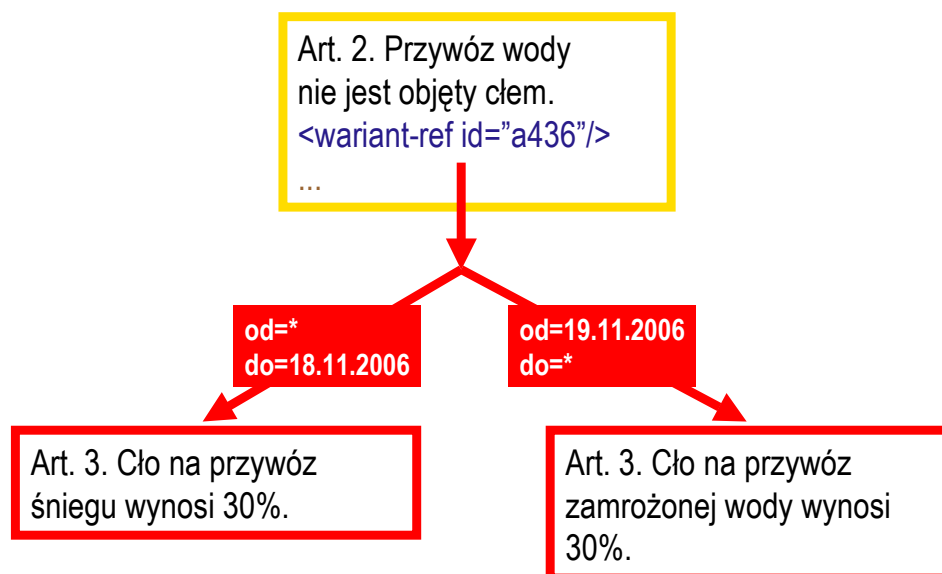 Art. 2. Przywóz wody
nie jest objęty cłem.
<wariant-ref id=”a436”/>
...
od=*
do=18.11.2006
od=19.11.2006
do=*
Art. 3. Cło na przywóz
śniegu wynosi 30%.
Art. 3. Cło na przywóz
zamrożonej wody wynosi
30%.